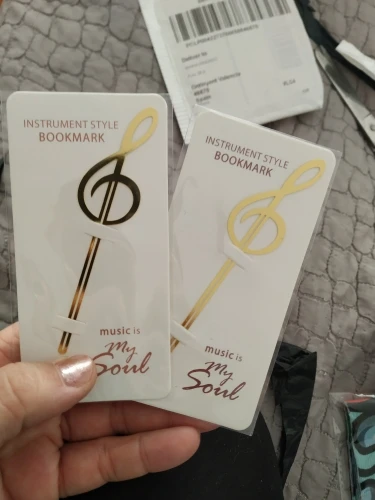 INSTRUMENT STYLE
BOOKMARK
music is
My
Soul
INSTRUMENT STYLE
BOOKMARK
music is
My
Soul